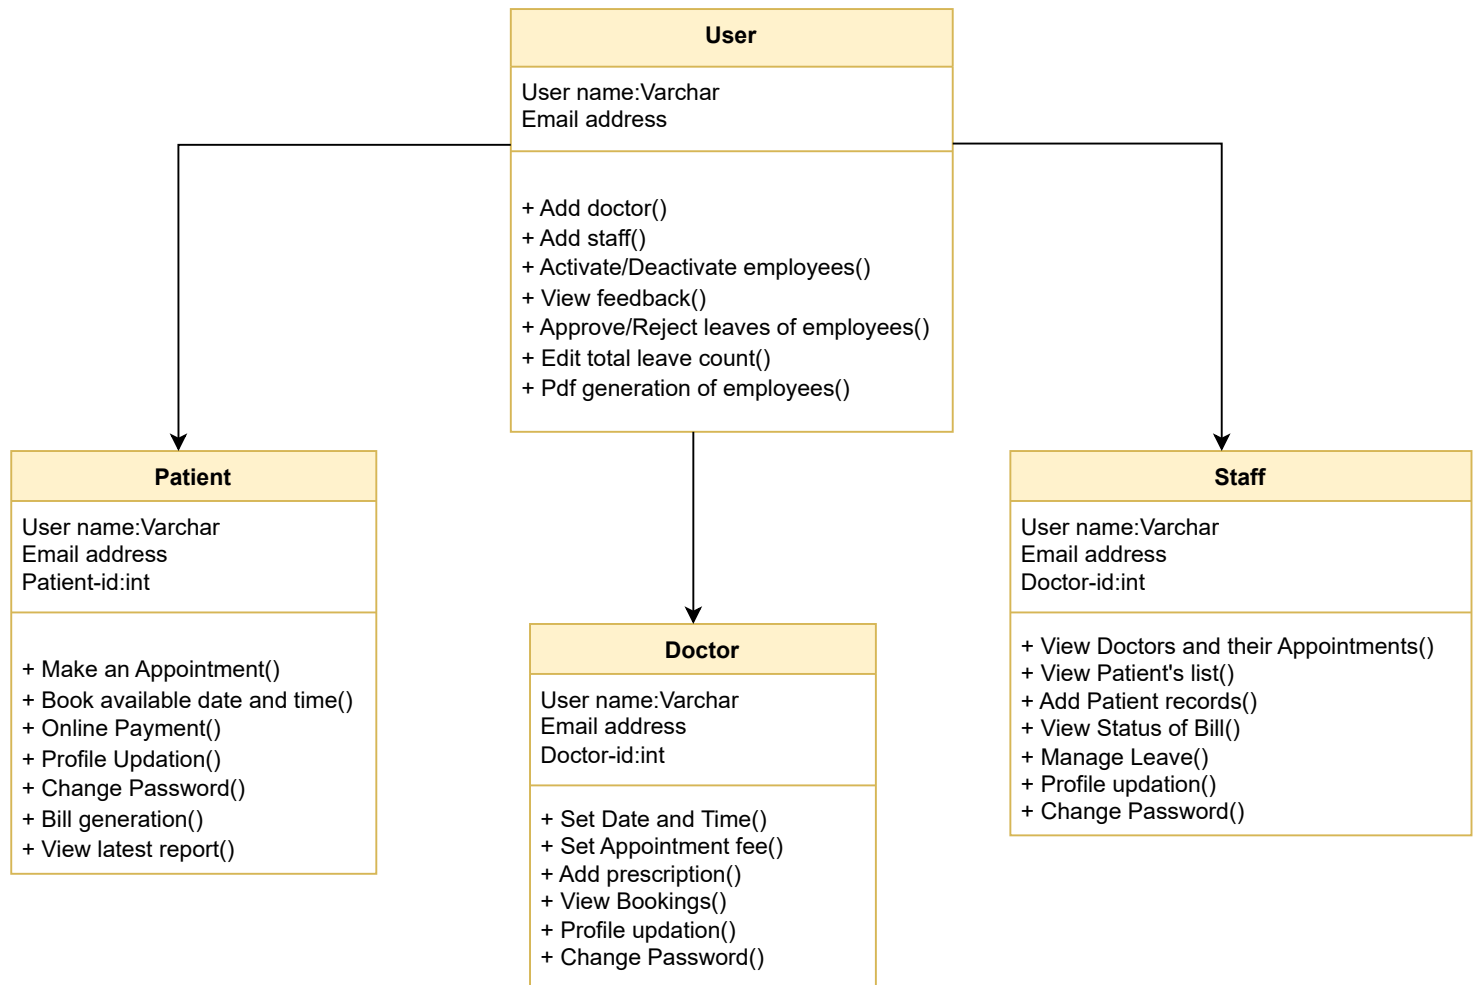 User
User name:Varchar
Email address
+ Add doctor()
+ Add staff()
+ Activate/Deactivate employees()
+ View feedback()
+ Approve/Reject leaves of employees()
+ Edit total leave count()
+ Pdf generation of employees()
Patient
User name:Varchar
Email address
Patient-id:int
+ Make an Appointment()
+ Book available date and time()
+ Online Payment()
+ Profile Updation()
+ Change Password()
+ Bill generation()
+ View latest report()
Doctor
User name:Varchar
Email address
Doctor-id:int
+ Set Date and Time()
+ Set Appointment fee()
+ Add prescription()
+ View Bookings()
+ Profile updation()
+ Change Password()
Staff
User name:Varchar
Email address
Doctor-id:int
+ View Doctors and their Appointments()
+ View Patient's list()
+ Add Patient records()
+ View Status of Bill()
+ Manage Leave()
+ Profile updation()
+ Change Password()